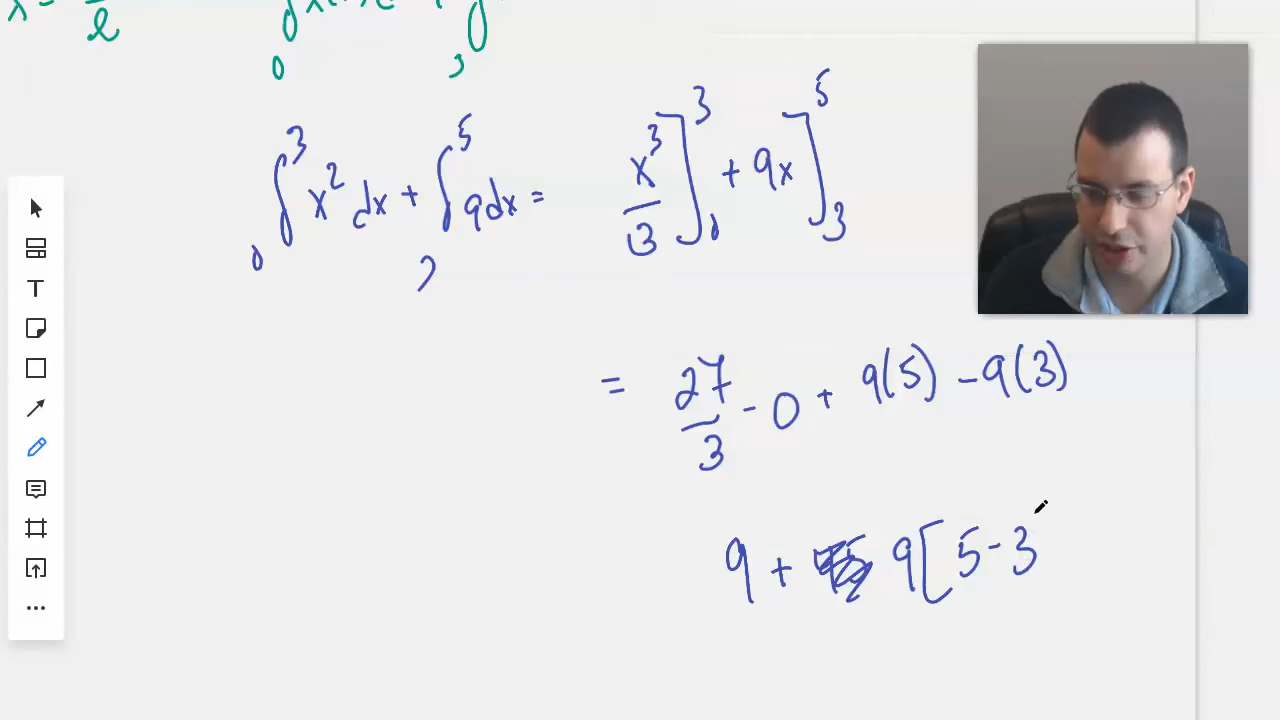 ∫₀³ x² dx + ∫₃⁵ 9dx = x³/3]₀³ + 9x]₃⁵
= 27/3 - 0 + 9(5) - 9(3)
9 + 9[5-3
T